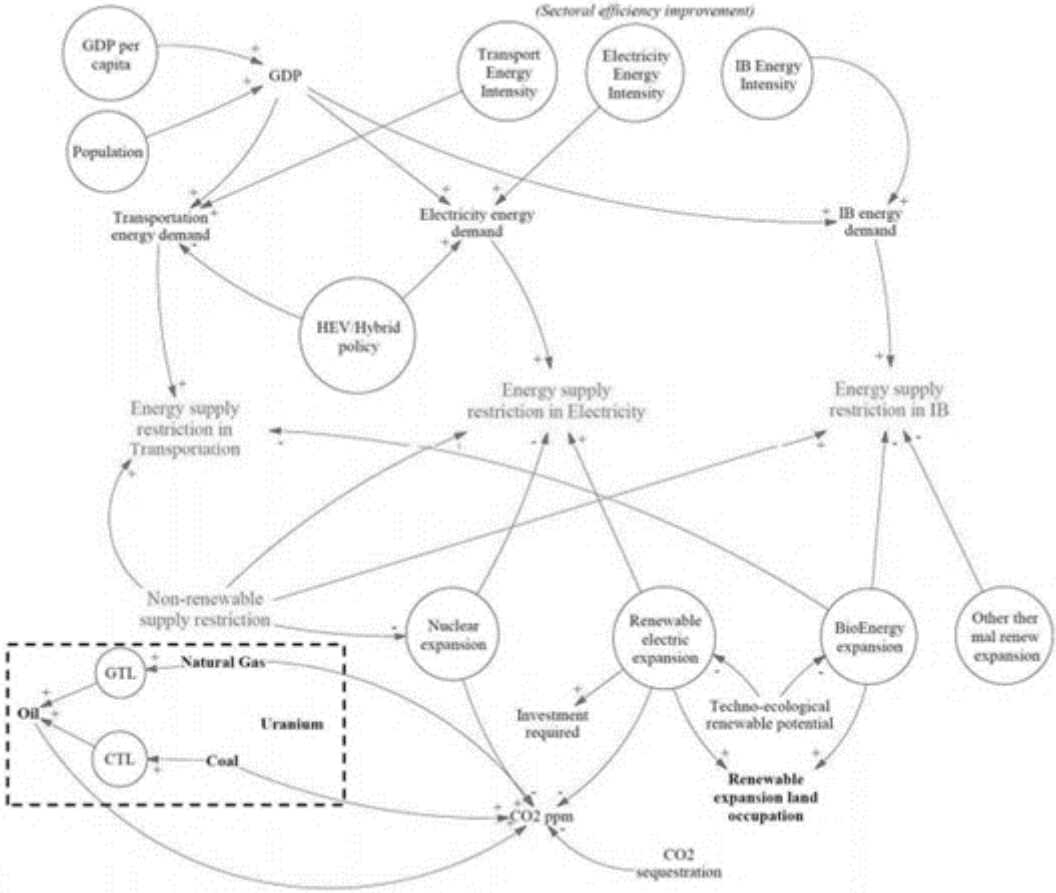 (Sectoral efficiency improvement)
GDP per
capita
GDP
Transport
Energy
Intensity
Electricity
Energy
Intensity
IB Energy
Intensity
Population
Transportation
energy demand
Electricity energy
demand
IB energy
demand
HEV/Hybrid
policy
Energy supply
restriction in
Transportation
Energy supply
restriction in Electricity
Energy supply
restriction in IB
Non-renewable
supply restriction
Nuclear
expansion
Renewable
electric
expansion
BioEnergy
expansion
Other ther
mal renew
expansion
GTL
Natural Gas
Oil
Uranium
CTL
Coal
Investment
required
Techno-ecological
renewable potential
Renewable
expansion land
occupation
CO2 ppm
CO2
sequestration